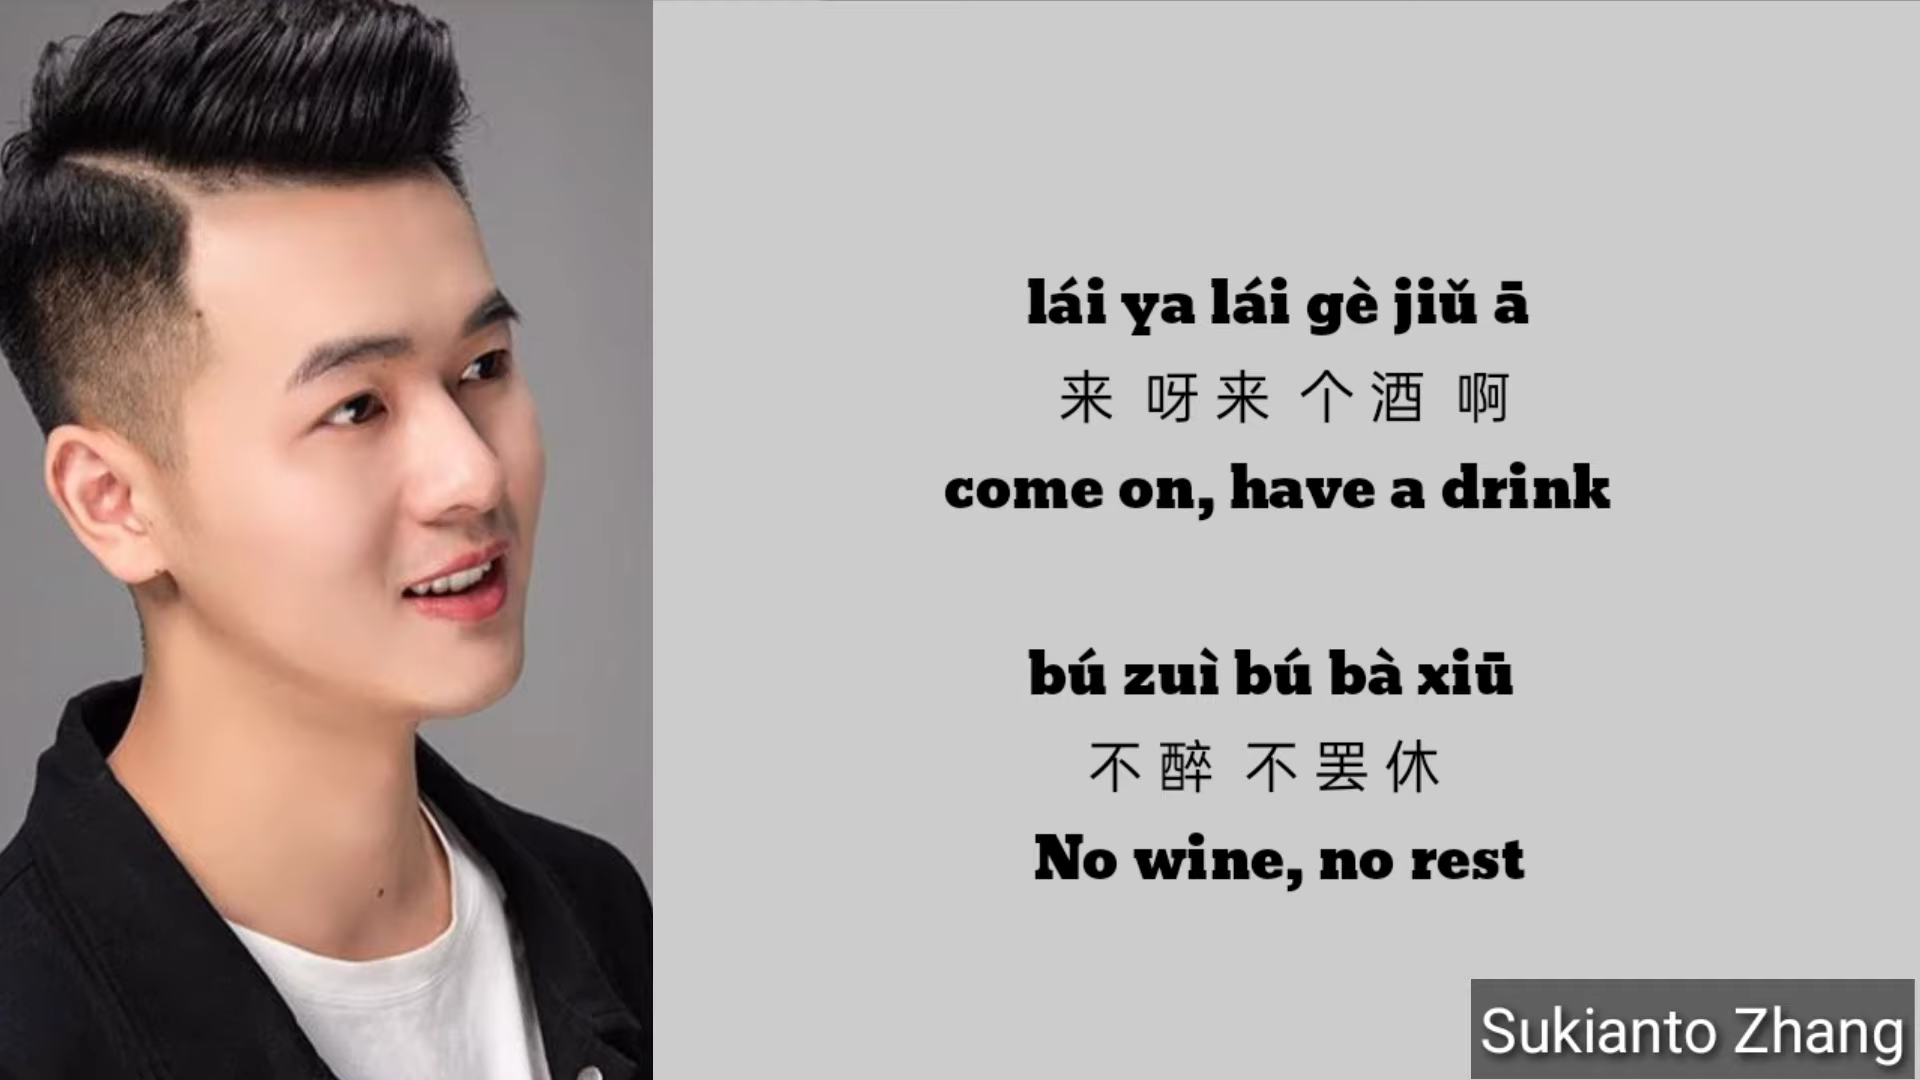 lái ya lái gè jiǔ ā
来 呀 来 个 酒 啊
come on, have a drink
bú zuì bú bà xiū
不 醉 不 罢 休
No wine, no rest
Sukianto Zhang